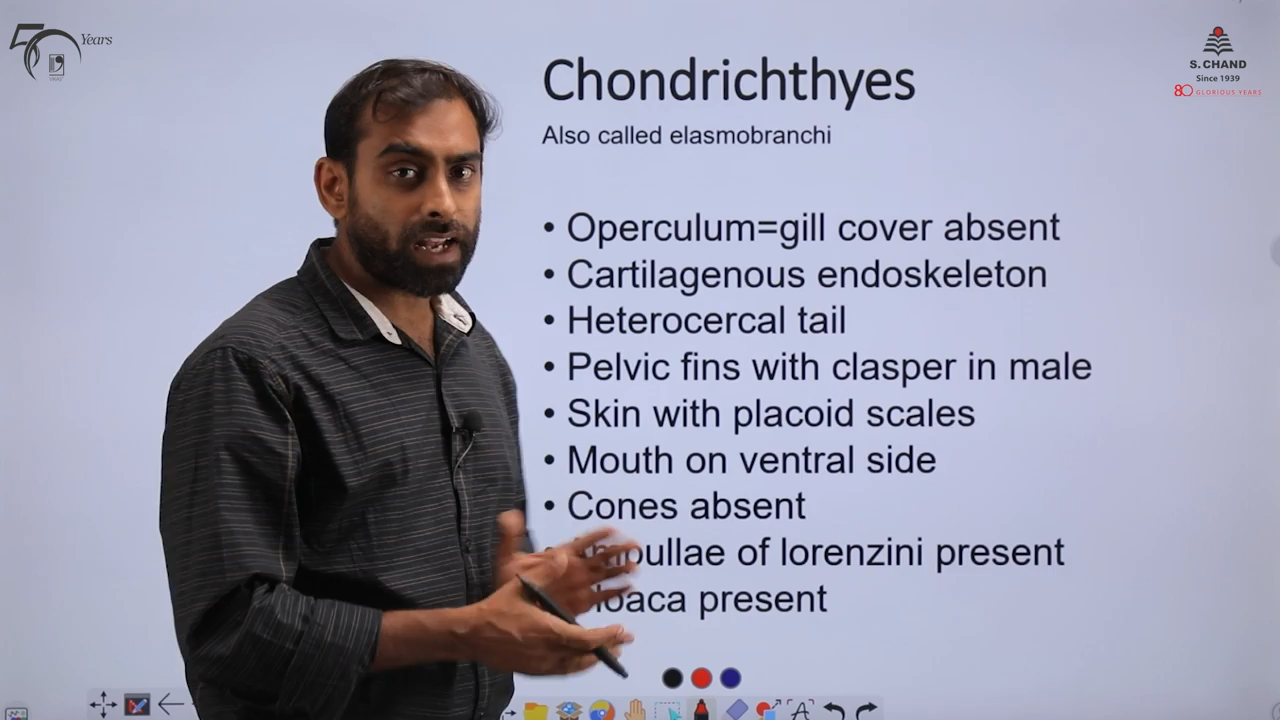 50 Years
S. CHAND
Since 1939
80 GLORIOUS YEARS
Chondrichthyes
Also called elasmobranchi
• Operculum=gill cover absent
• Cartilagenous endoskeleton
• Heterocercal tail
• Pelvic fins with clasper in male
• Skin with placoid scales
• Mouth on ventral side
• Cones absent
of lorenzini present
present